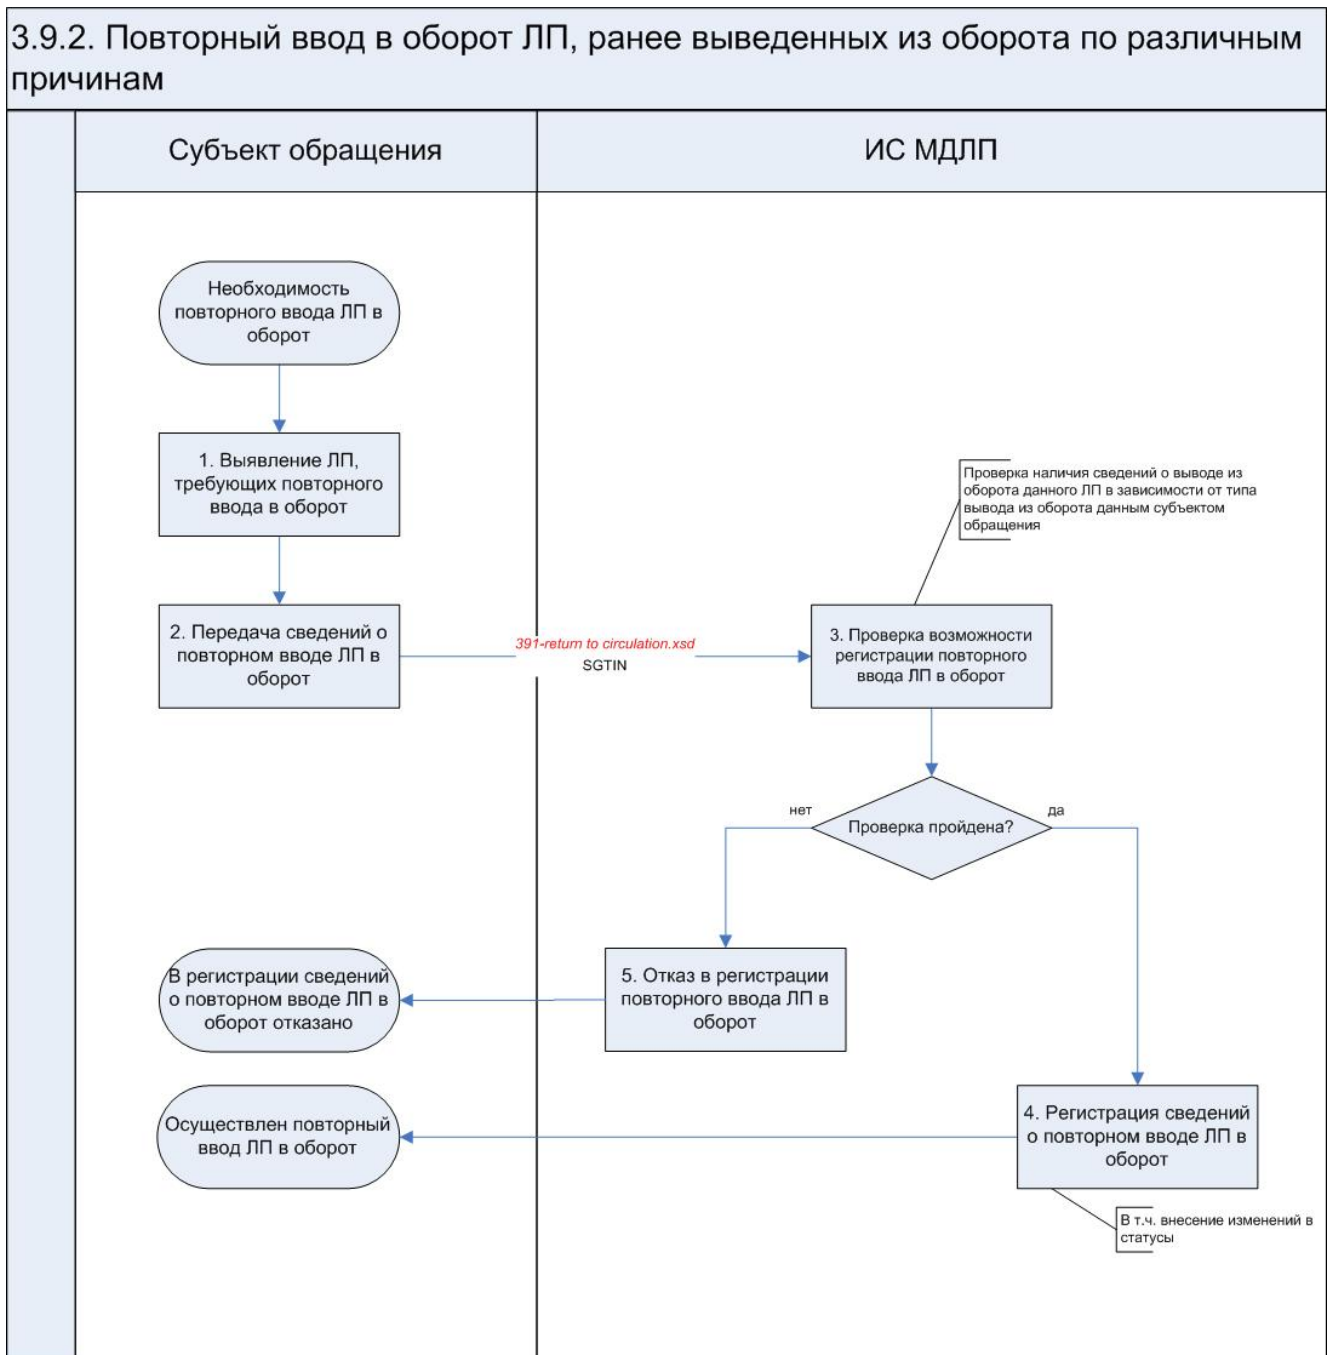 3.9.2. Повторный ввод в оборот ЛП, ранее выведенных из оборота по различным
причинам
Субъект обращения
ИС МДЛП
Необходимость
повторного ввода ЛП в
оборот
1. Выявление ЛП,
требующих повторного
ввода в оборот
Проверка наличия сведений о выводе из
оборота данного ЛП в зависимости от типа
вывода из оборота данным субъектом
обращения
2. Передача сведений о
повторном вводе ЛП в
оборот
391-return to circulation.xsd
SGTIN
3. Проверка возможности
регистрации повторного
ввода ЛП в оборот
нет
Проверка пройдена?
да
В регистрации сведений
о повторном вводе ЛП в
оборот отказано
5. Отказ в регистрации
повторного ввода ЛП в
оборот
Осуществлен повторный
ввод ЛП в оборот
4. Регистрация сведений
о повторном вводе ЛП в
оборот
В т.ч. внесение изменений в
статусы